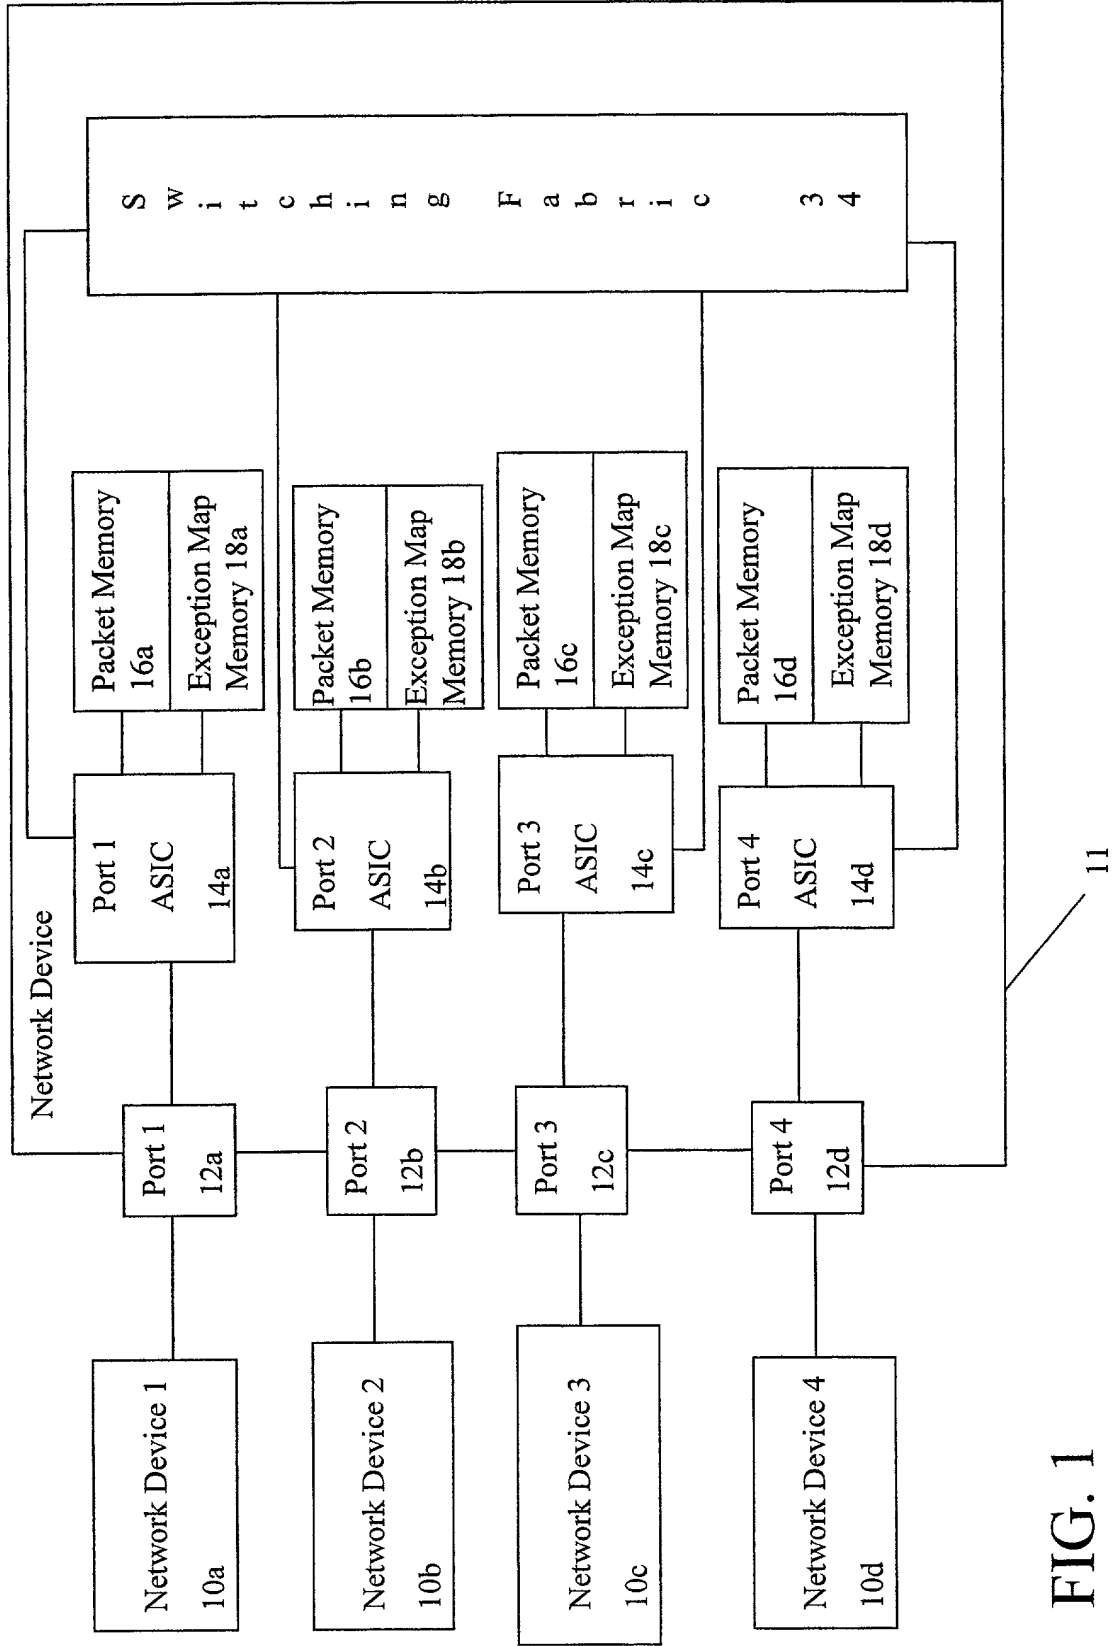 Network Device
Network Device 1
10a
Port 1
12a
Port 1
ASIC
14a
Packet Memory
16a
Exception Map
Memory 18a
Network Device 2
10b
Port 2
12b
Port 2
ASIC
14b
Packet Memory
16b
Exception Map
Memory 18b
Network Device 3
10c
Port 3
12c
Port 3
ASIC
14c
Packet Memory
16c
Exception Map
Memory 18c
Network Device 4
10d
Port 4
12d
Port 4
ASIC
14d
Packet Memory
16d
Exception Map
Memory 18d
Switching Fabric 34
11
FIG. 1